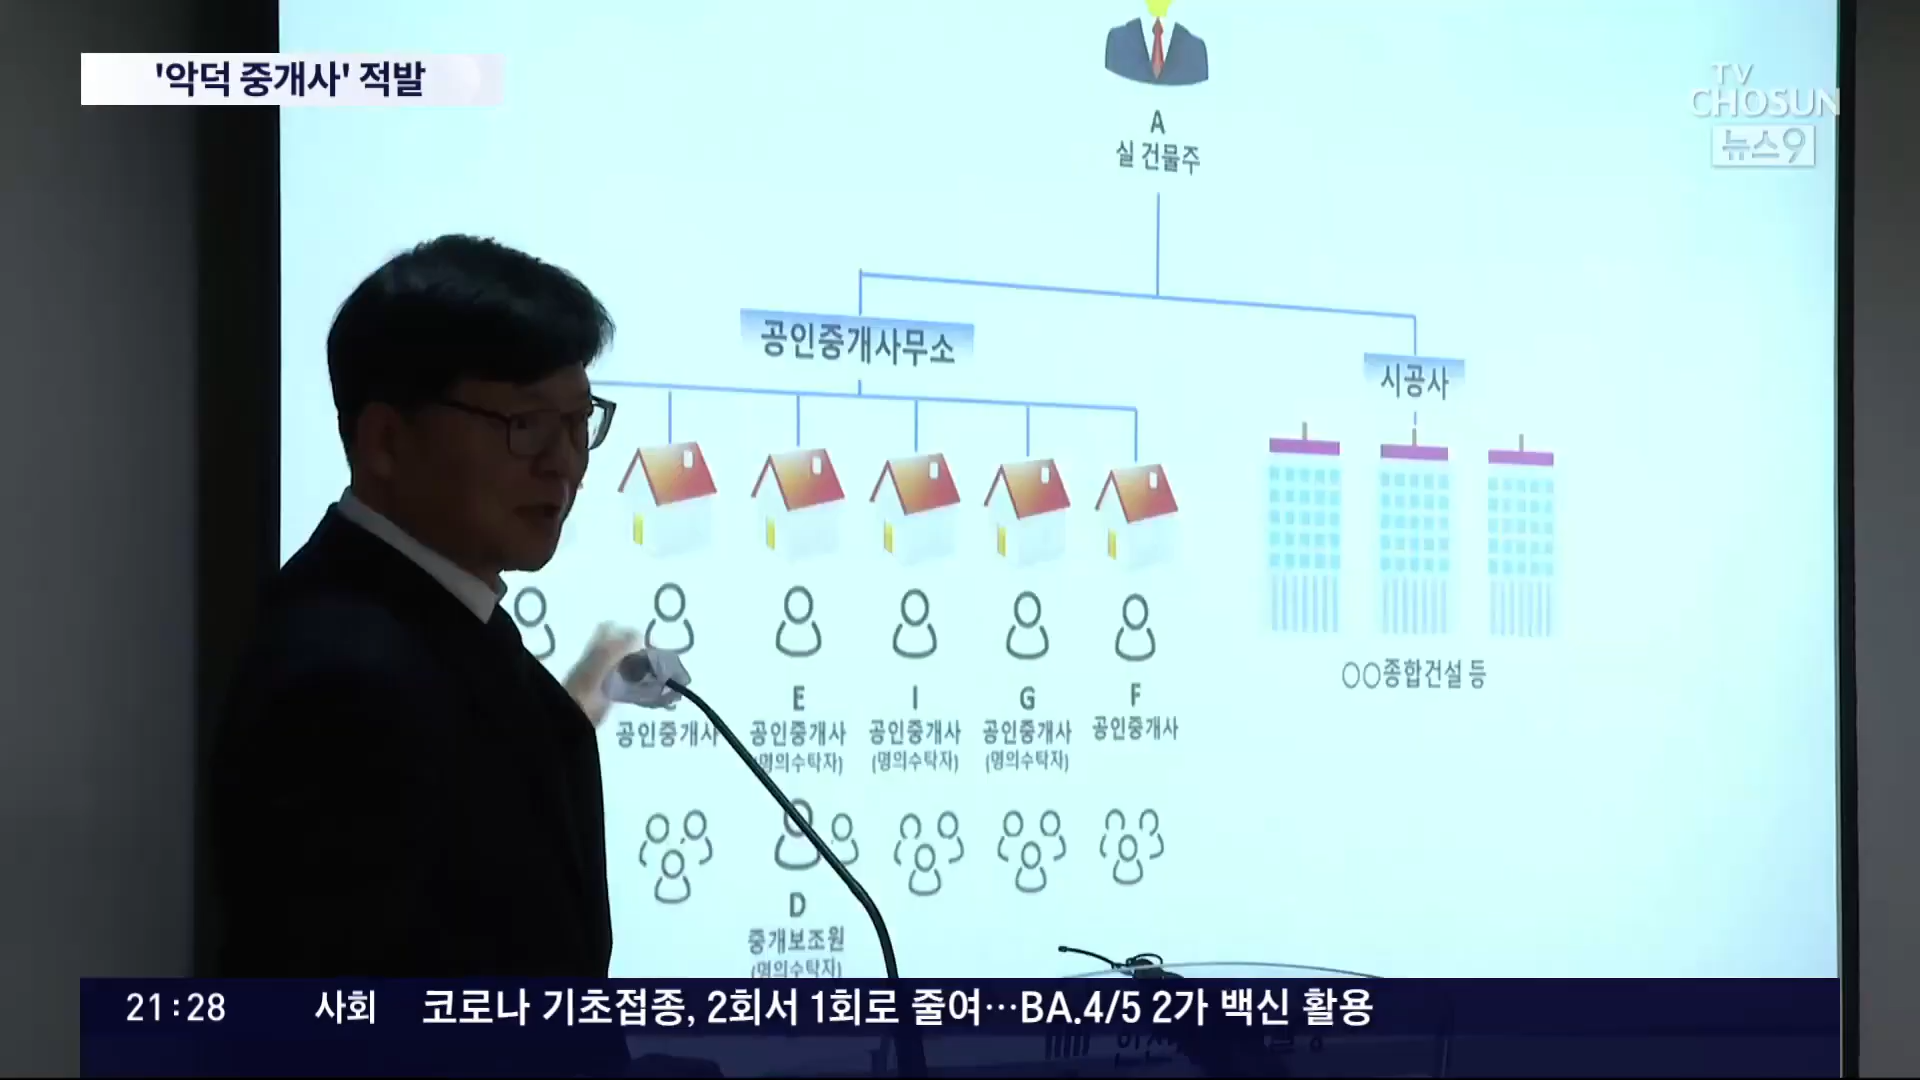 '악덕 중개사' 적발
TV
CHOSUN
뉴스9
A
실 건물주
공인중개사무소
시공사
○○종합건설 등
E
I
G
F
공인중개사
공인중개사
공인중개사
공인중개사
공인중개사
(명의수탁자)
(명의수탁자)
(명의수탁자)
D
중개보조원
(명의수탁자)
21:28 사회 코로나 기초접종, 2회서 1회로 줄여…BA.4/5 2가 백신 활용